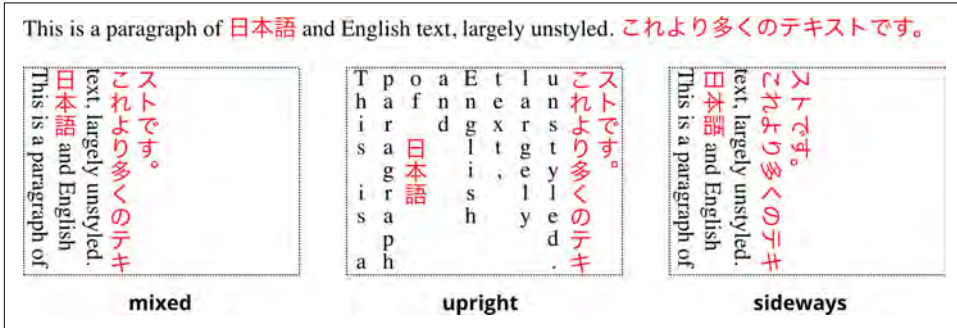 This is a paragraph of 日本語 and English text, largely unstyled. これより多くのテキストです。
This is a paragraph of
日本語 and English
text, largely unstyled.
これより多くのテキ
ストです。
mixed
This is a
paragraph
of 日本語
and
English
text,
largely
unstyled.
これより多くのテキ
ストです。
upright
This is a paragraph of
日本語 and English
text, largely unstyled.
これより多くのテキ
ストです。
sideways